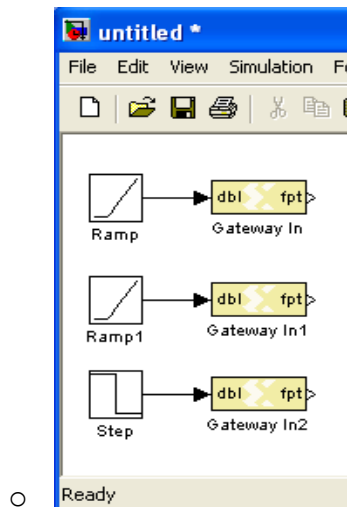 untitled *
File Edit View Simulation
dbl fpt
Ramp Gateway In
dbl fpt
Ramp1 Gateway In1
dbl fpt
Step Gateway In2
Ready